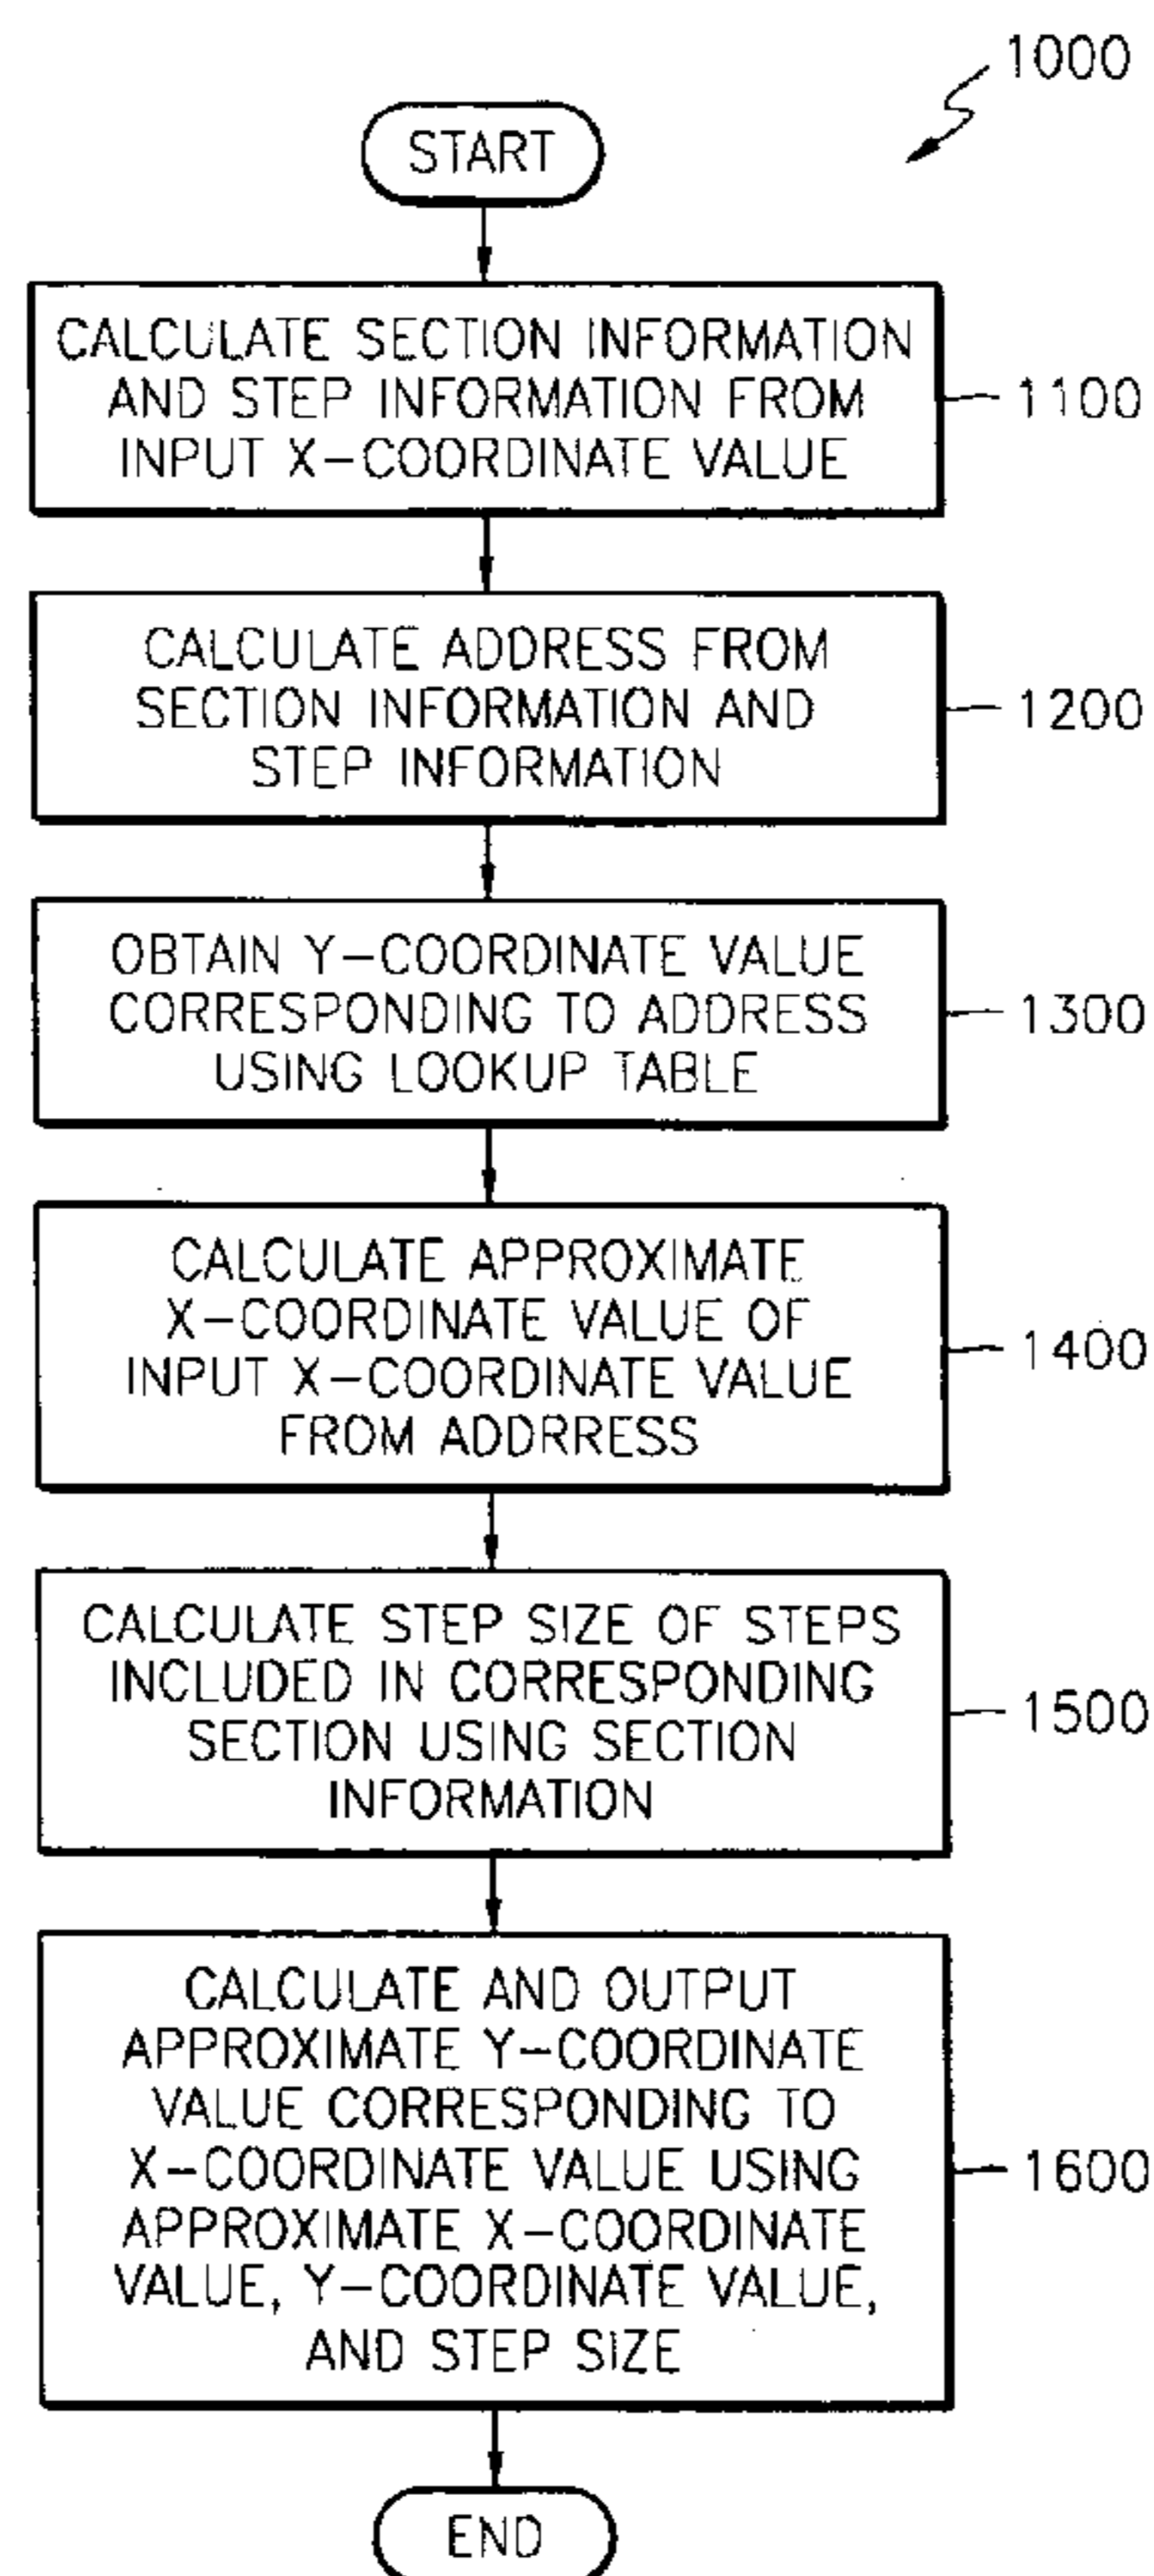 1000
START
CALCULATE SECTION INFORMATION
AND STEP INFORMATION FROM
INPUT X-COORDINATE VALUE
1100
CALCULATE ADDRESS FROM
SECTION INFORMATION AND
STEP INFORMATION
1200
OBTAIN Y-COORDINATE VALUE
CORRESPONDING TO ADDRESS
USING LOOKUP TABLE
1300
CALCULATE APPROXIMATE
X-COORDINATE VALUE OF
INPUT X-COORDINATE VALUE
FROM ADDRRESS
1400
CALCULATE STEP SIZE OF STEPS
INCLUDED IN CORRESPONDING
SECTION USING SECTION
INFORMATION
1500
CALCULATE AND OUTPUT
APPROXIMATE Y-COORDINATE
VALUE CORRESPONDING TO
X-COORDINATE VALUE USING
APPROXIMATE X-COORDINATE
VALUE, Y-COORDINATE VALUE,
AND STEP SIZE
1600
END